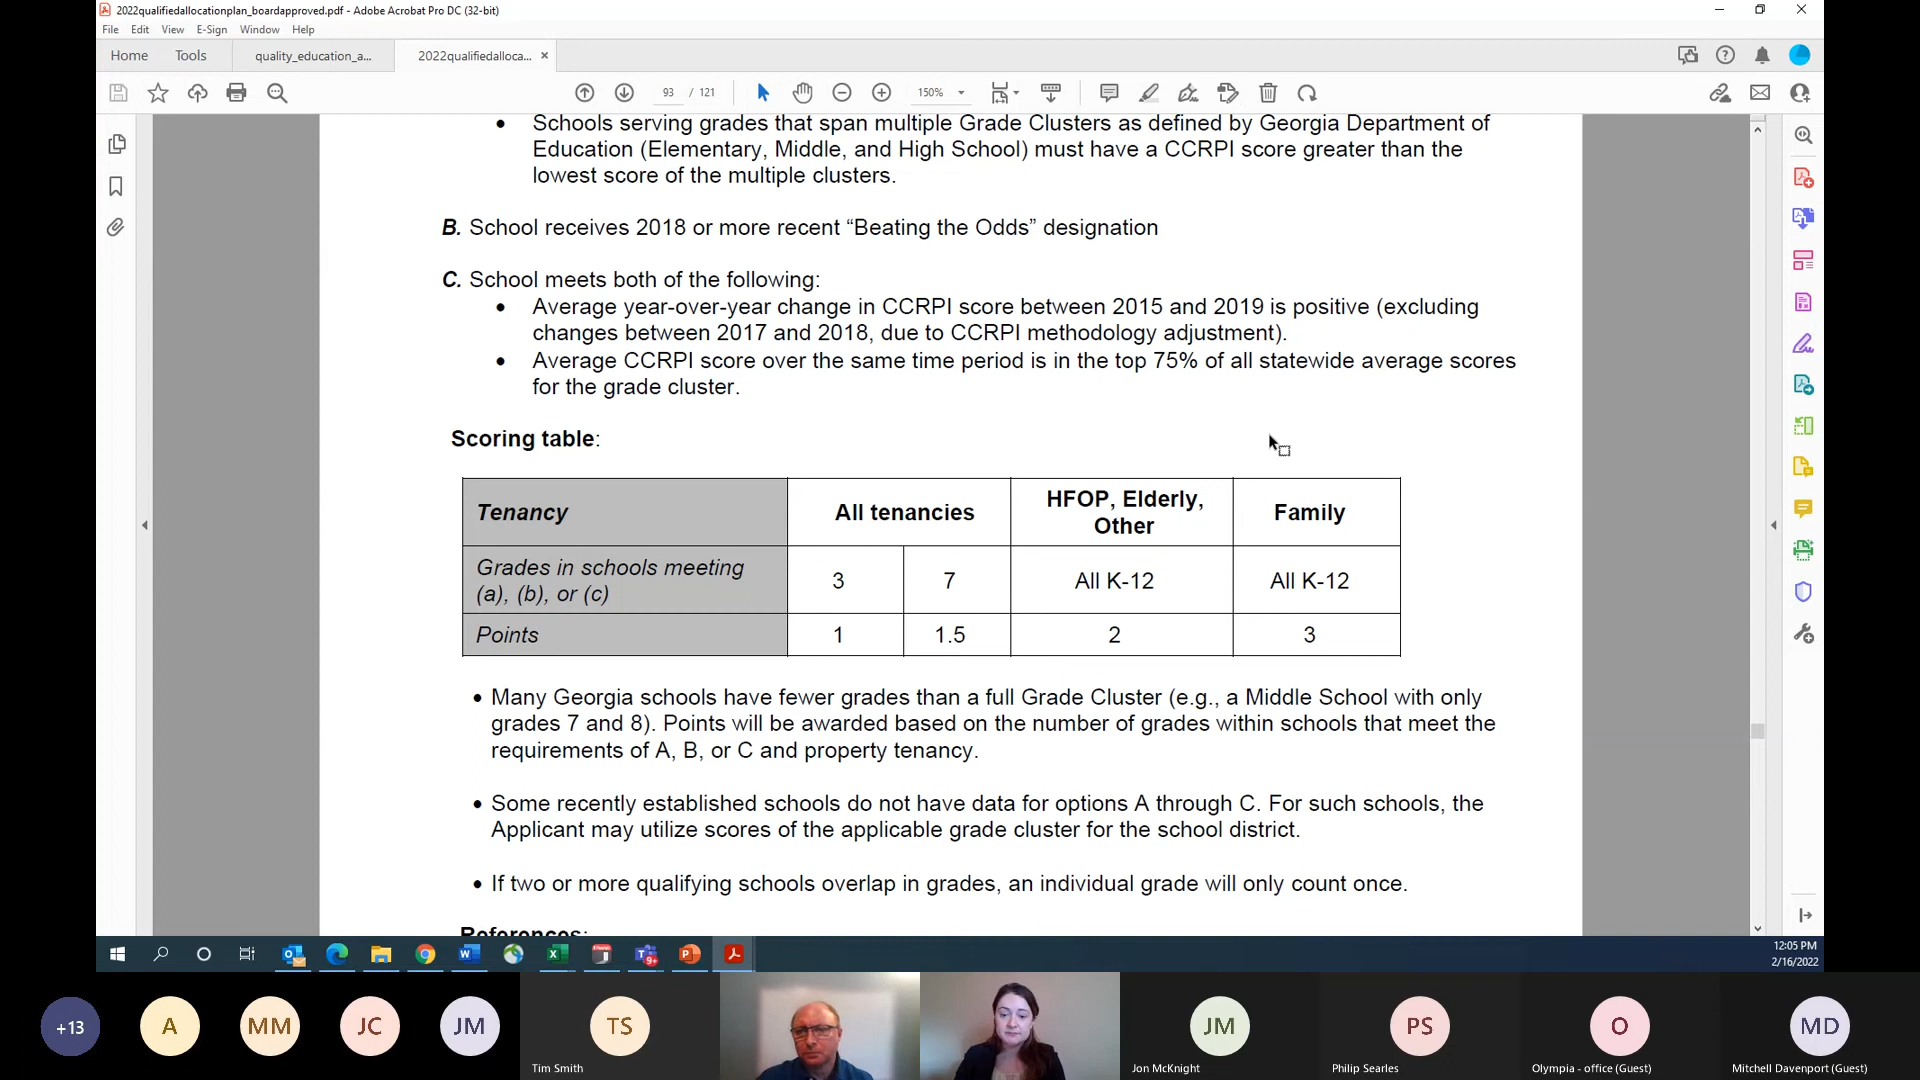 2022qualifiedallocationplan_boardapproved.pdf - Adobe Acrobat Pro DC (32-bit)
File Edit View E-Sign Window Help
Home Tools quality_education_a... 2022qualifiedalloca... ×
93 / 121 150%
• Schools serving grades that span multiple Grade Clusters as defined by Georgia Department of
Education (Elementary, Middle, and High School) must have a CCRPI score greater than the
lowest score of the multiple clusters.
B. School receives 2018 or more recent “Beating the Odds” designation
C. School meets both of the following:
• Average year-over-year change in CCRPI score between 2015 and 2019 is positive (excluding
changes between 2017 and 2018, due to CCRPI methodology adjustment).
• Average CCRPI score over the same time period is in the top 75% of all statewide average scores
for the grade cluster.
Scoring table:
Tenancy All tenancies HFOP, Elderly, Other Family
Grades in schools meeting (a), (b), or (c) 3 7 All K-12 All K-12
Points 1 1.5 2 3
• Many Georgia schools have fewer grades than a full Grade Cluster (e.g., a Middle School with only
grades 7 and 8). Points will be awarded based on the number of grades within schools that meet the
requirements of A, B, or C and property tenancy.
• Some recently established schools do not have data for options A through C. For such schools, the
Applicant may utilize scores of the applicable grade cluster for the school district.
• If two or more qualifying schools overlap in grades, an individual grade will only count once.
References:
12:05 PM
2/16/2022
+13 A MM JC JM TS JM PS O MD
Tim Smith Jon McKnight Philip Searles Olympia - office (Guest) Mitchell Davenport (Guest)